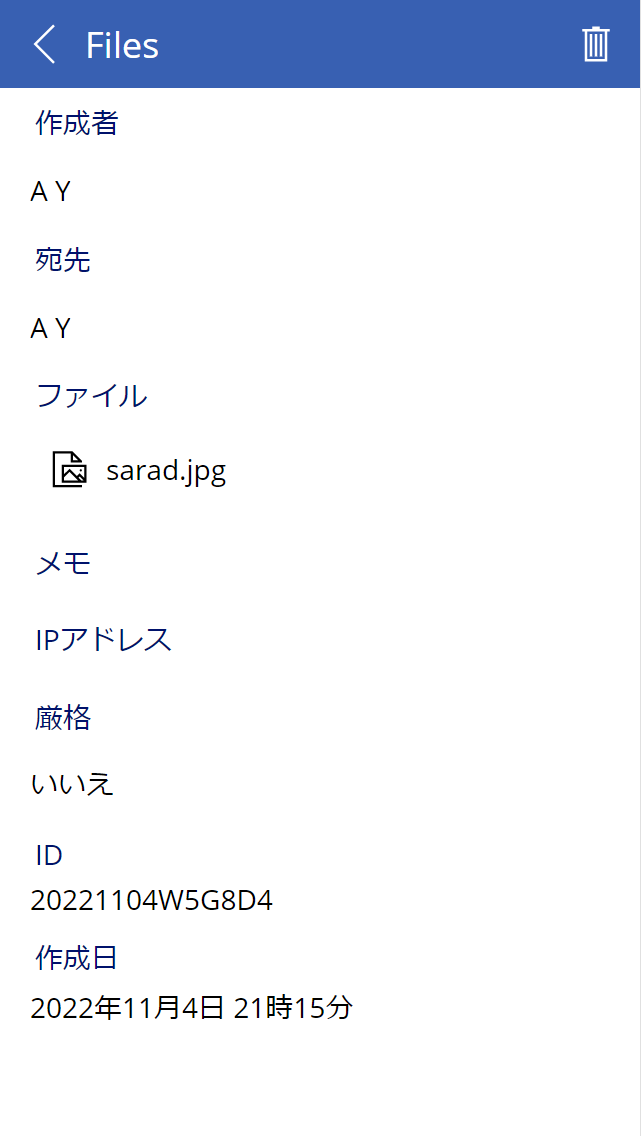 Files
作成者
A Y
宛先
A Y
ファイル
sarad.jpg
メモ
IPアドレス
厳格
いいえ
ID
20221104W5G8D4
作成日
2022年11月4日 21時15分